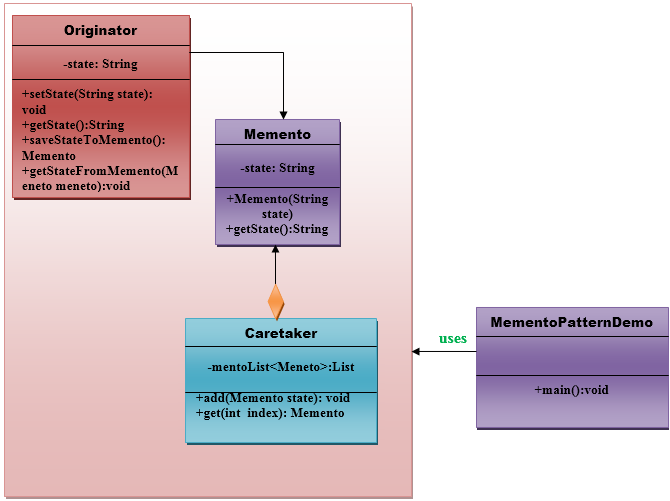 Originator
-state: String
+setState(String state):
void
+getState():String
+saveStateToMemento():
Memento
+getStateFromMemento(M
eneto meneto):void
Memento
-state: String
+Memento(String
state)
+getState():String
Caretaker
-mentoList<Meneto>:List
+add(Memento state): void
+get(int index): Memento
uses
MementoPatternDemo
+main():void